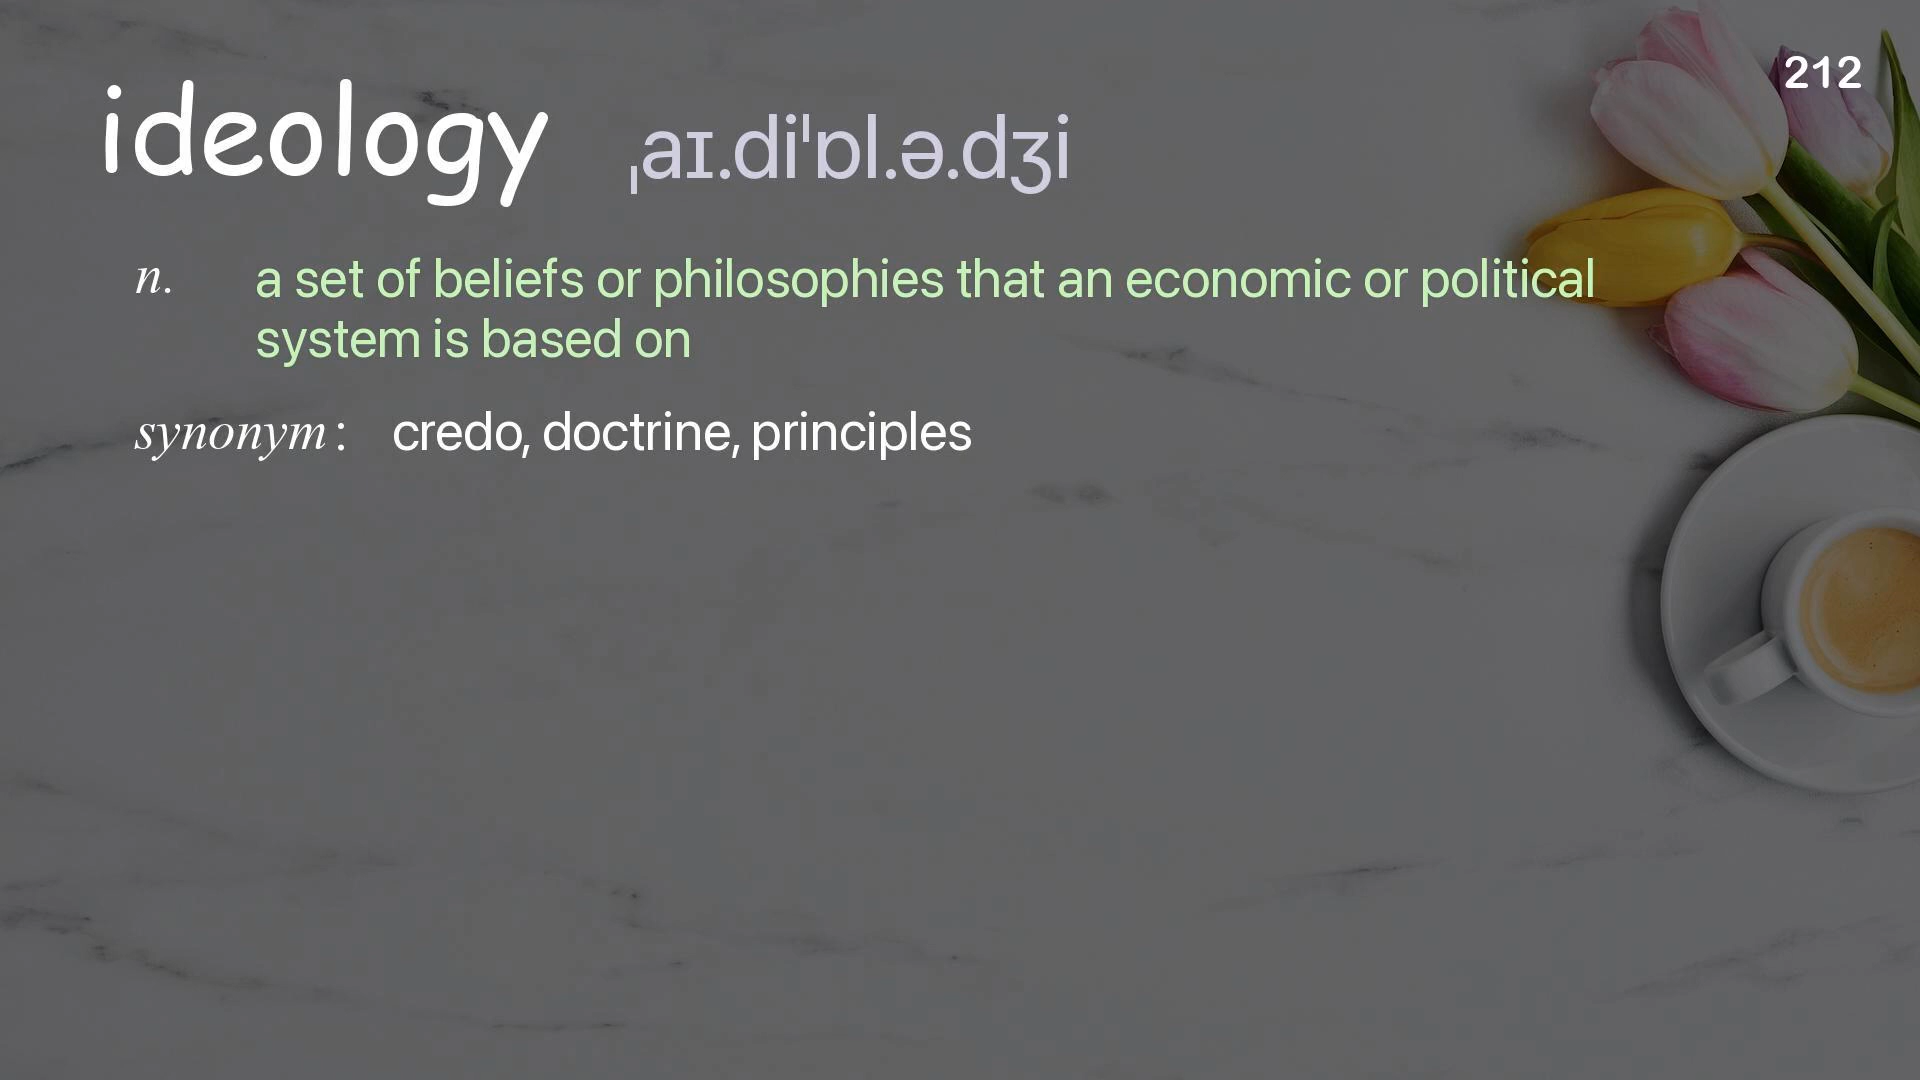 212
ideology ˌaɪ.diˈɒl.ə.dʒi
n. a set of beliefs or philosophies that an economic or political
system is based on
synonym: credo, doctrine, principles